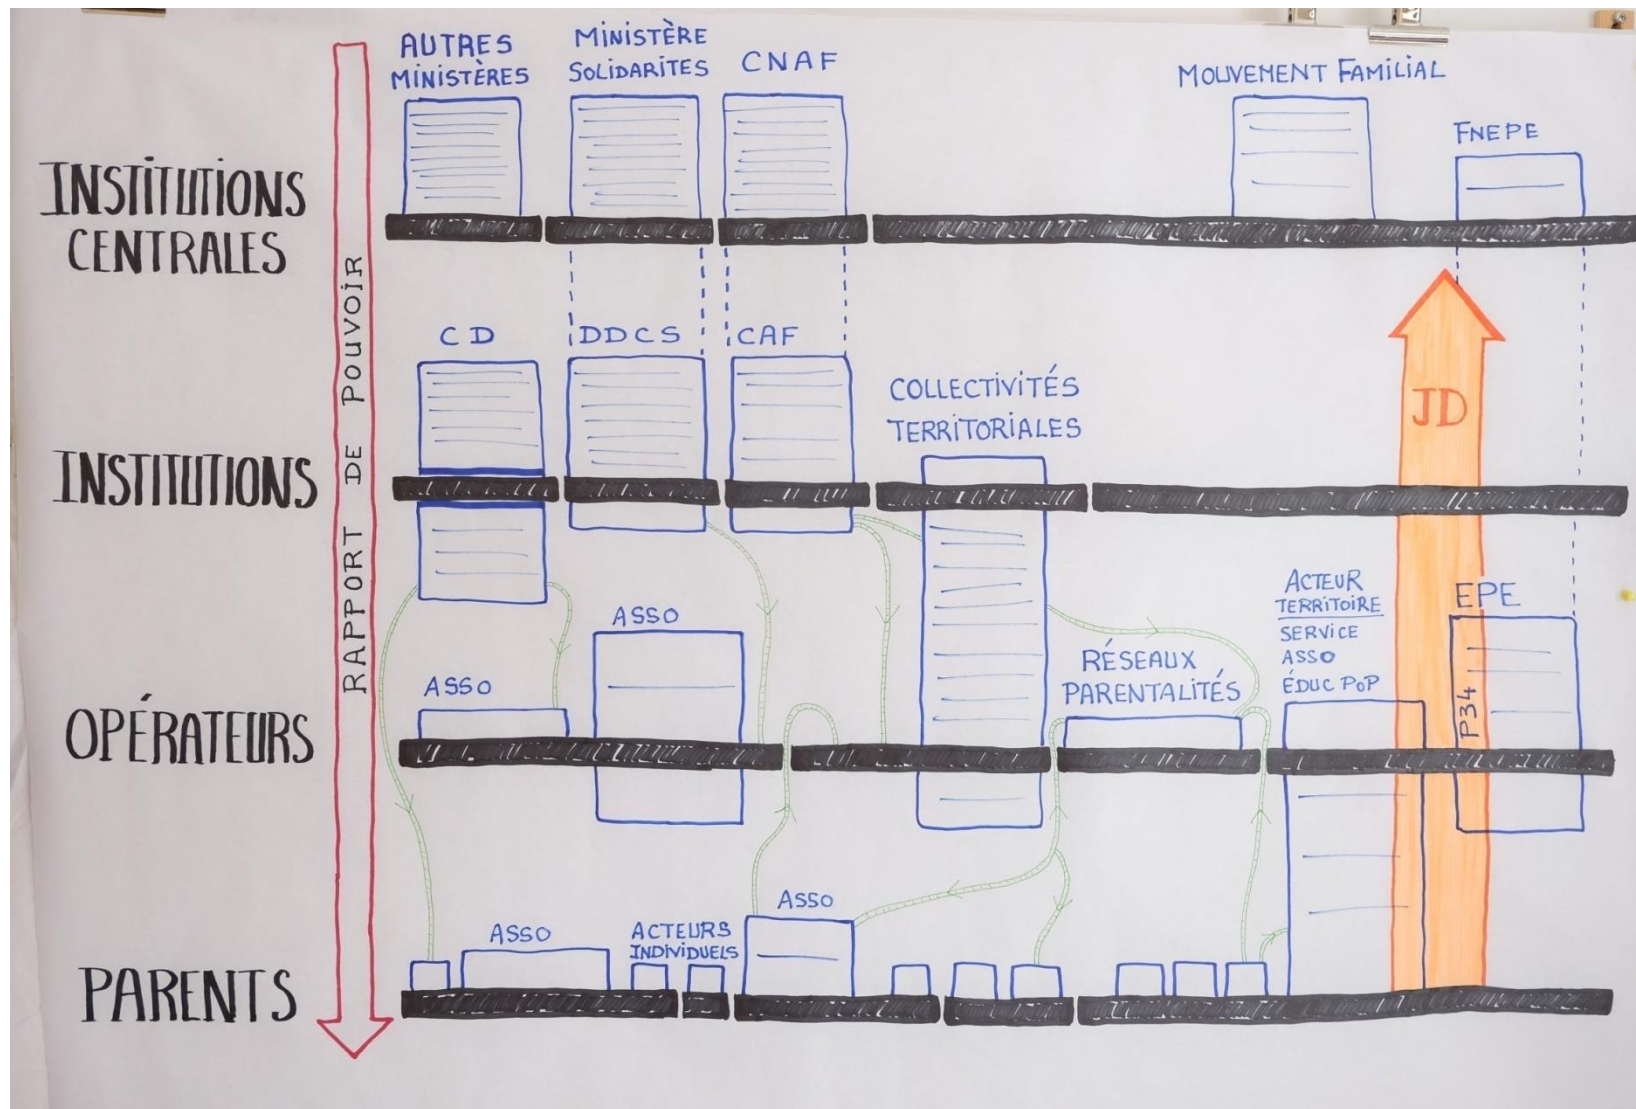 AUTRES
MINISTÈRES
MINISTÈRE
SOLIDARITES
CNAF
MOUVEMENT FAMILIAL
FNEPE
INSTITUTIONS
CENTRALES
RAPPORT DE POUVOIR
CD
DDCS
CAF
COLLECTIVITÉS
TERRITORIALES
JD
INSTITUTIONS
ASSO
ASSO
RÉSEAUX
PARENTALITÉS
ACTEUR
TERRITOIRE
SERVICE
ASSO
ÉDUC POP
EPE
P34
OPÉRATEURS
ASSO
ACTEURS
INDIVIDUELS
ASSO
PARENTS